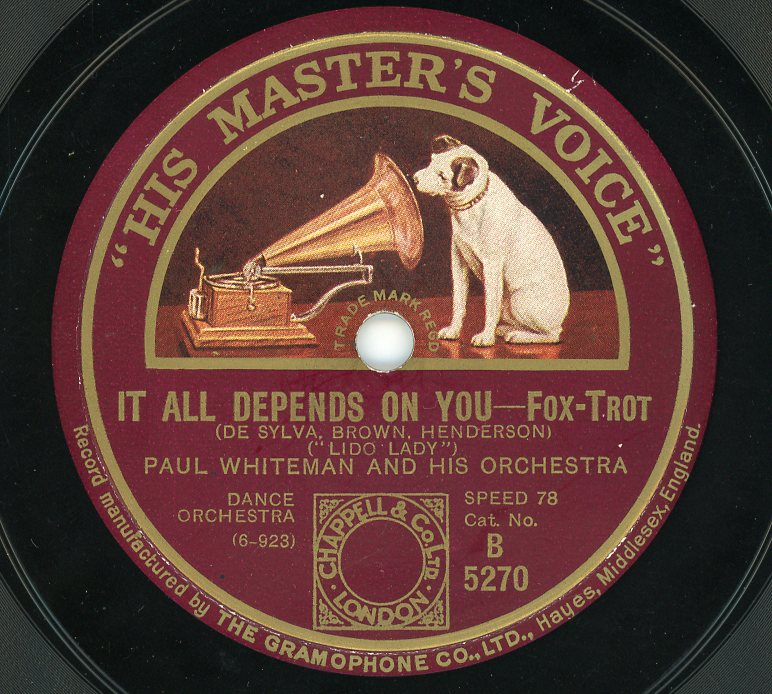 "HIS MASTER'S VOICE"
TRADE MARK REGD
IT ALL DEPENDS ON YOU—FOX-TROT
(DE SYLVA, BROWN, HENDERSON)
("LIDO LADY")
PAUL WHITEMAN AND HIS ORCHESTRA
DANCE
ORCHESTRA
(6-923)
CHAPPELL & CO. LTD.
LONDON
SPEED 78
Cat. No.
B
5270
Record manufactured by THE GRAMOPHONE CO., LTD., Hayes, Middlesex, England.